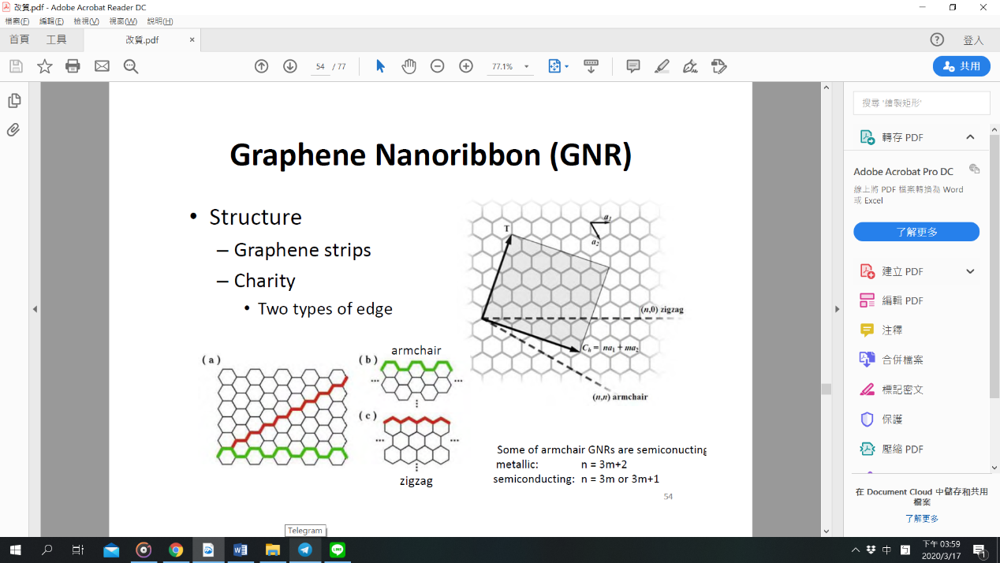 改質.pdf - Adobe Acrobat Reader DC
檔案(F) 編輯(E) 檢視(V) 視窗(W) 說明(H)
首頁 工具 改質.pdf × 登入
54 / 77 77.1% 共用
Graphene Nanoribbon (GNR)
• Structure
– Graphene strips
– Charity
• Two types of edge
T
a1
a2
(n,0) zigzag
Ch = na1 + ma2
(n,n) armchair
armchair
(a)
(b)
... ...
(c)
... ...
zigzag
Some of armchair GNRs are semiconucting
metallic: n = 3m+2
semiconducting: n = 3m or 3m+1
54
搜尋 '繪製矩形'
轉存 PDF
Adobe Acrobat Pro DC
線上將 PDF 檔案轉換為 Word
或 Excel
了解更多
建立 PDF
編輯 PDF
注釋
合併檔案
標記密文
保護
壓縮 PDF
在 Document Cloud 中儲存和共用
檔案
了解更多
Telegram
中
下午 03:59
2020/3/17
1